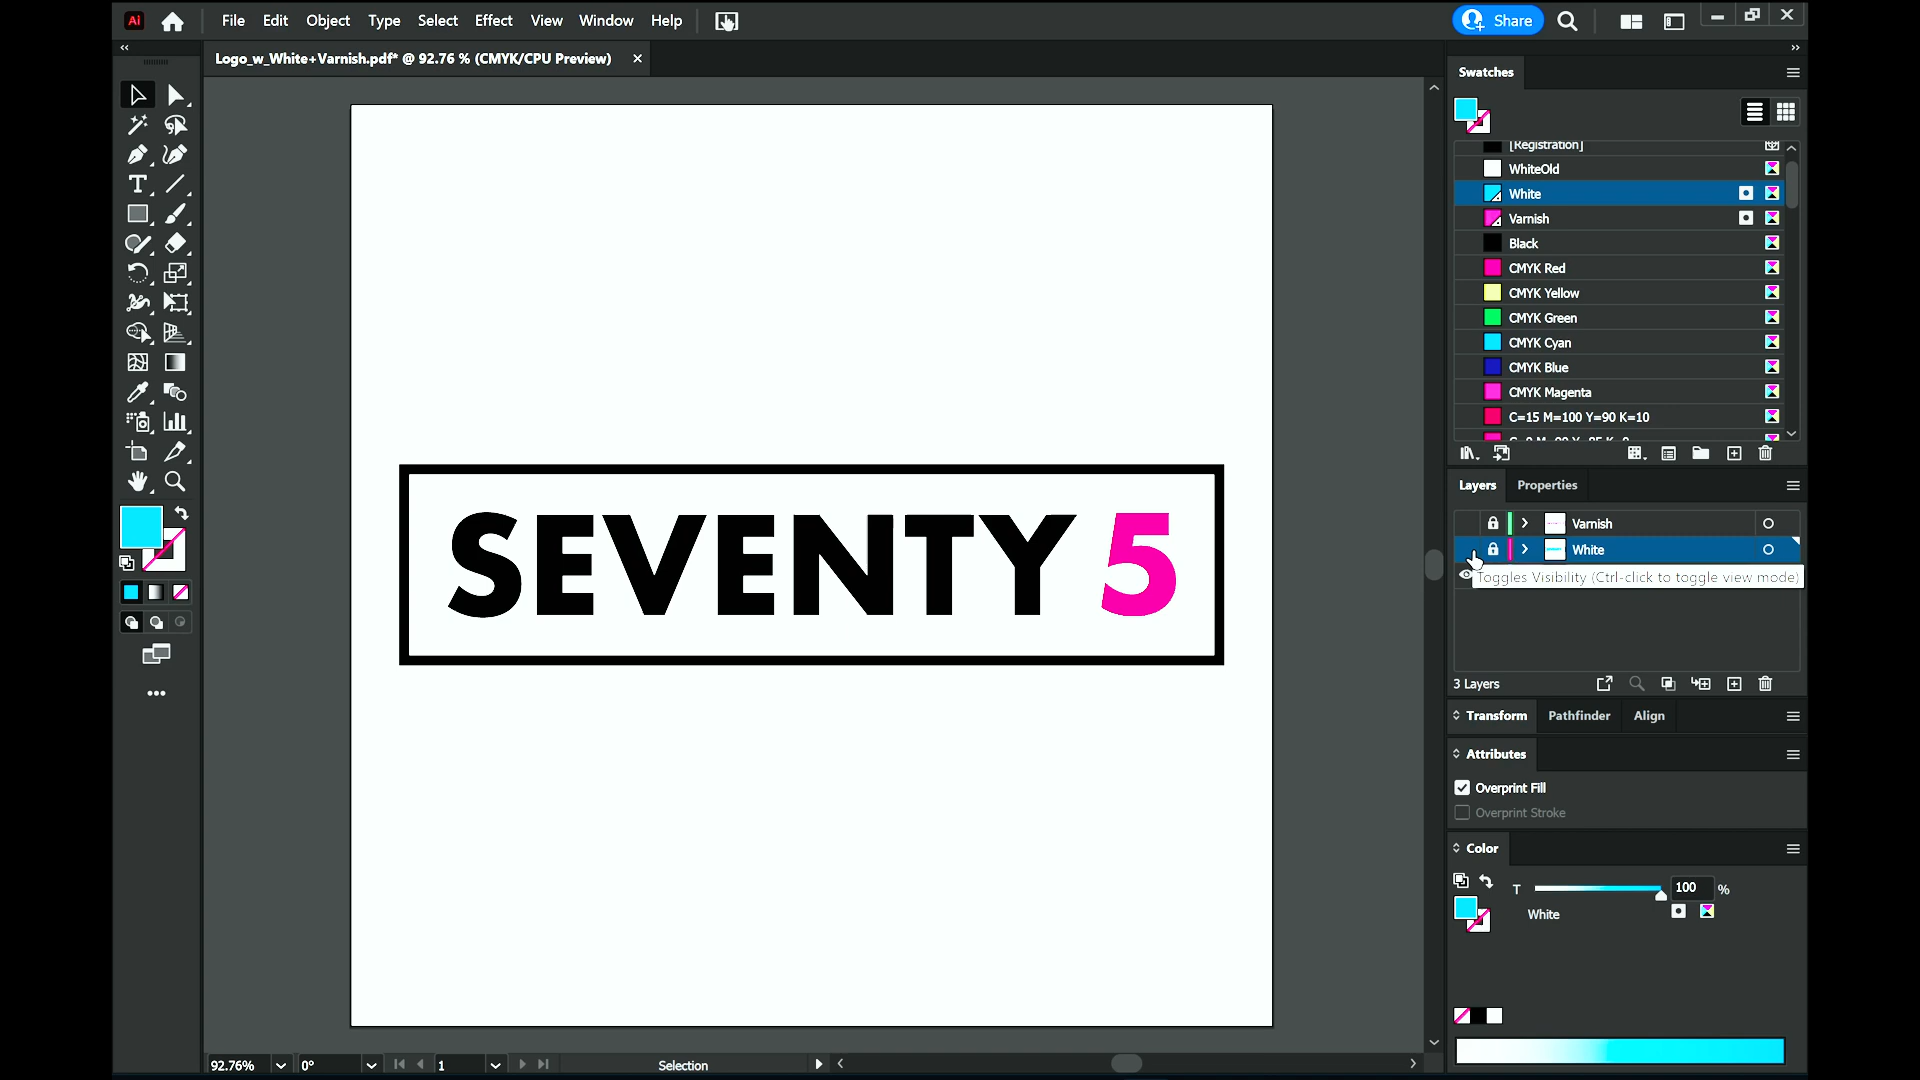 Ai File Edit Object Type Select Effect View Window Help Share
Logo_w_White+Varnish.pdf* @ 92.76 % (CMYK/CPU Preview)
Swatches
[Registration]
WhiteOld
White
Varnish
Black
CMYK Red
CMYK Yellow
CMYK Green
CMYK Cyan
CMYK Blue
CMYK Magenta
C=15 M=100 Y=90 K=10
SEVENTY 5
Layers Properties
Varnish
White
Toggles Visibility (Ctrl-click to toggle view mode)
3 Layers
Transform Pathfinder Align
Attributes
Overprint Fill
Overprint Stroke
Color
T 100 %
White
92.76% 0° 1 Selection